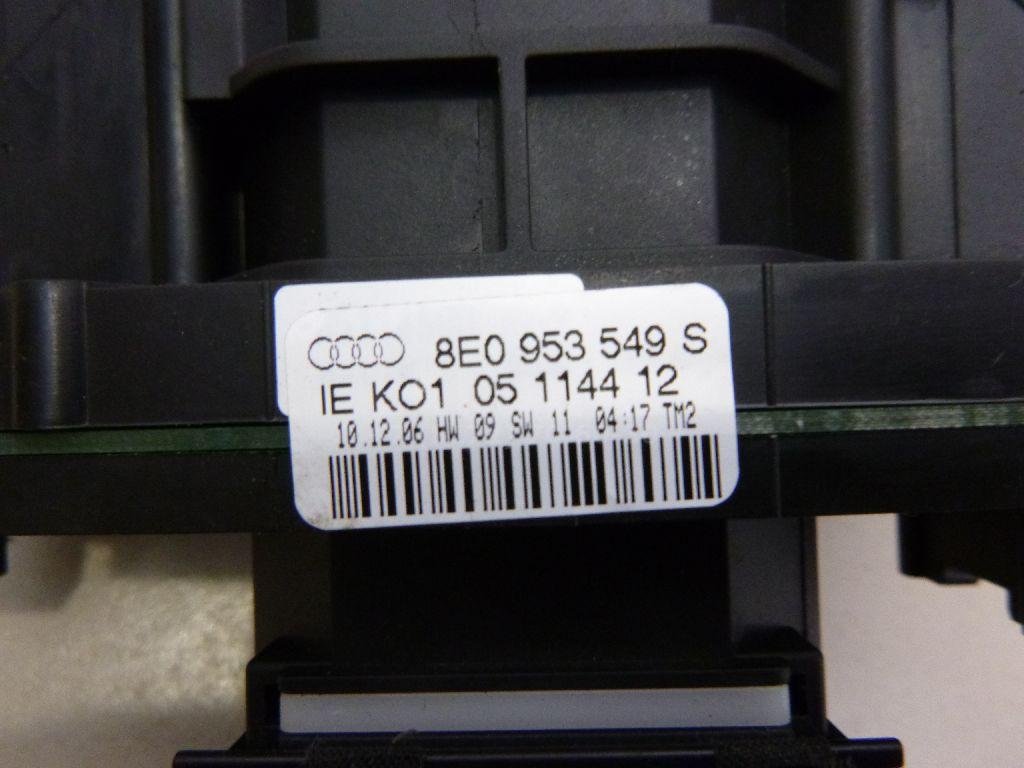 8E0 953 549 S
IE KO1 05 1144 12
10.12.06 HW 09 SW 11 04:17 TM2